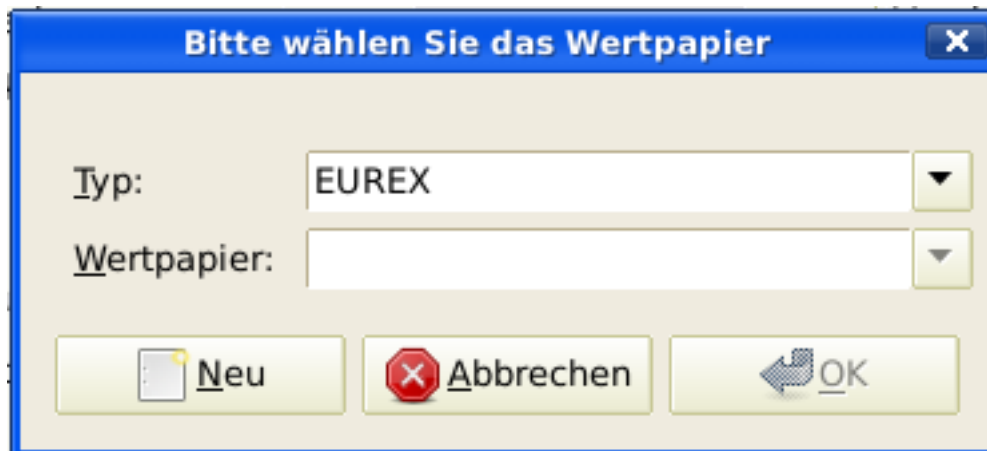 Bitte wählen Sie das Wertpapier
Typ: EUREX
Wertpapier:
Neu Abbrechen OK